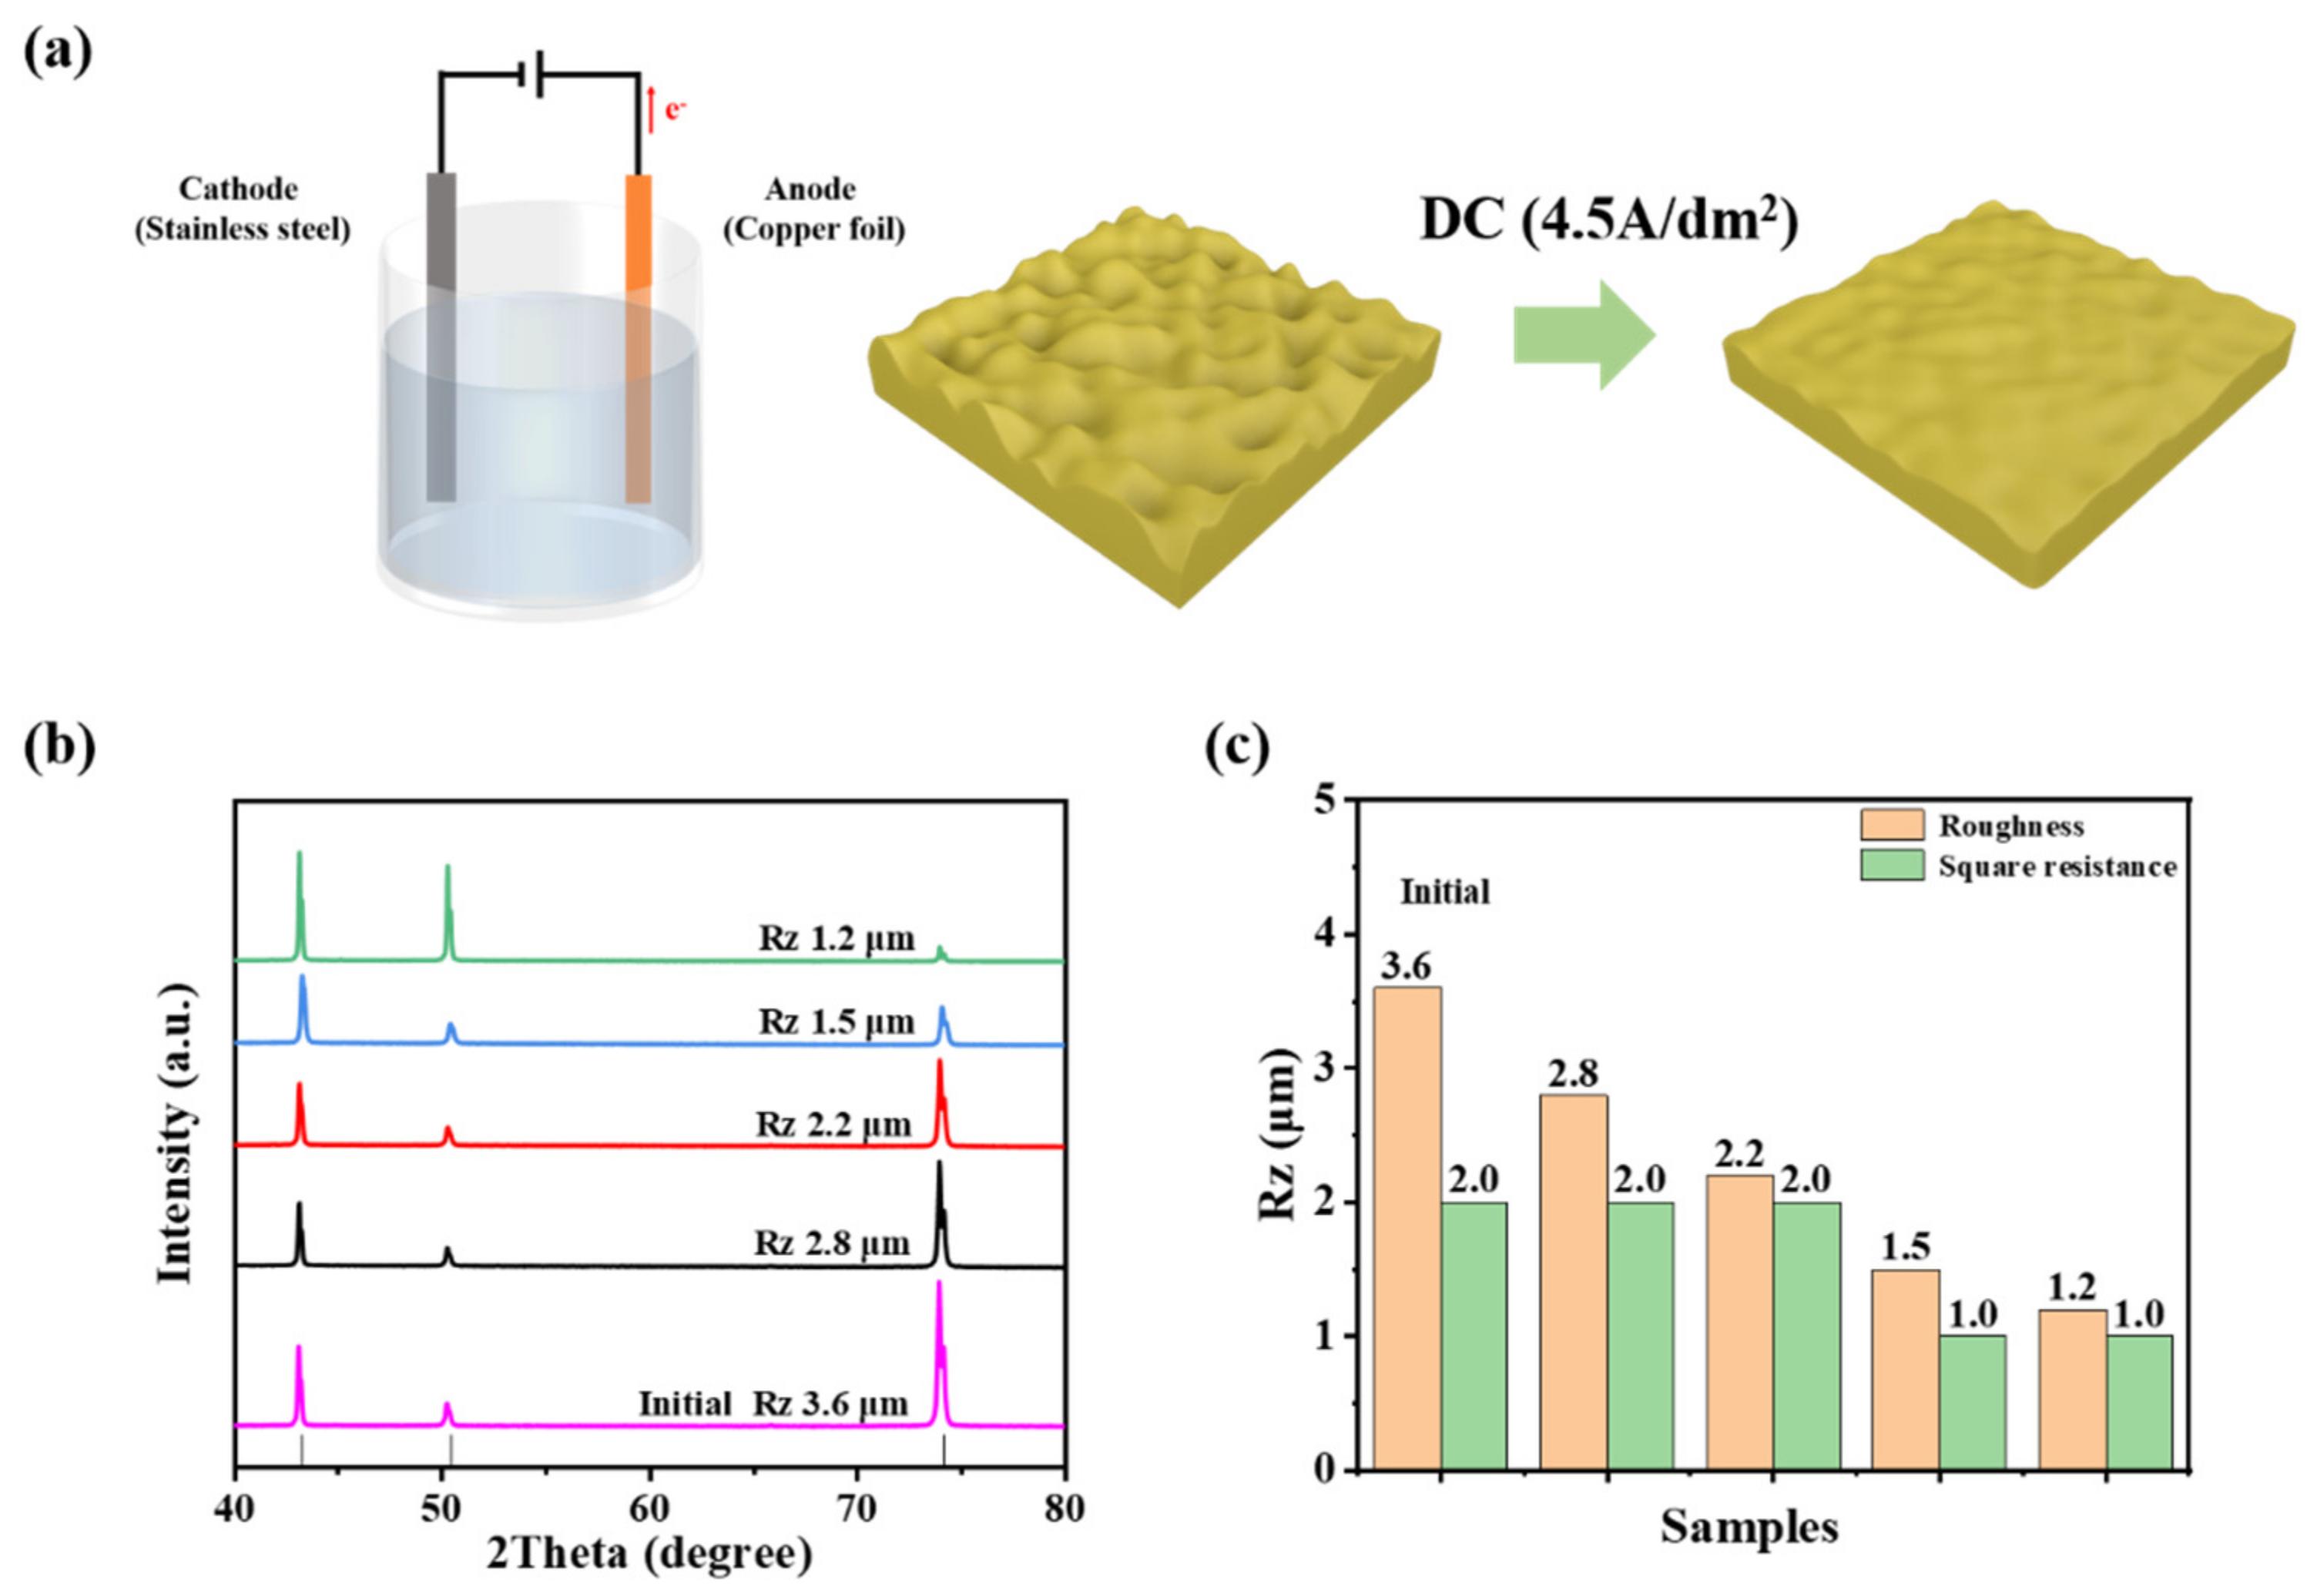 (a)
e-
Cathode
(Stainless steel)
Anode
(Copper foil)
DC (4.5A/dm²)
(b)
Intensity (a.u.)
Rz 1.2 μm
Rz 1.5 μm
Rz 2.2 μm
Rz 2.8 μm
Initial Rz 3.6 μm
40 50 60 70 80
2Theta (degree)
(c)
Rz (μm)
5
4
3
2
1
0
Roughness
Square resistance
Initial
3.6
2.0
2.8
2.0
2.2
2.0
1.5
1.0
1.2
1.0
Samples